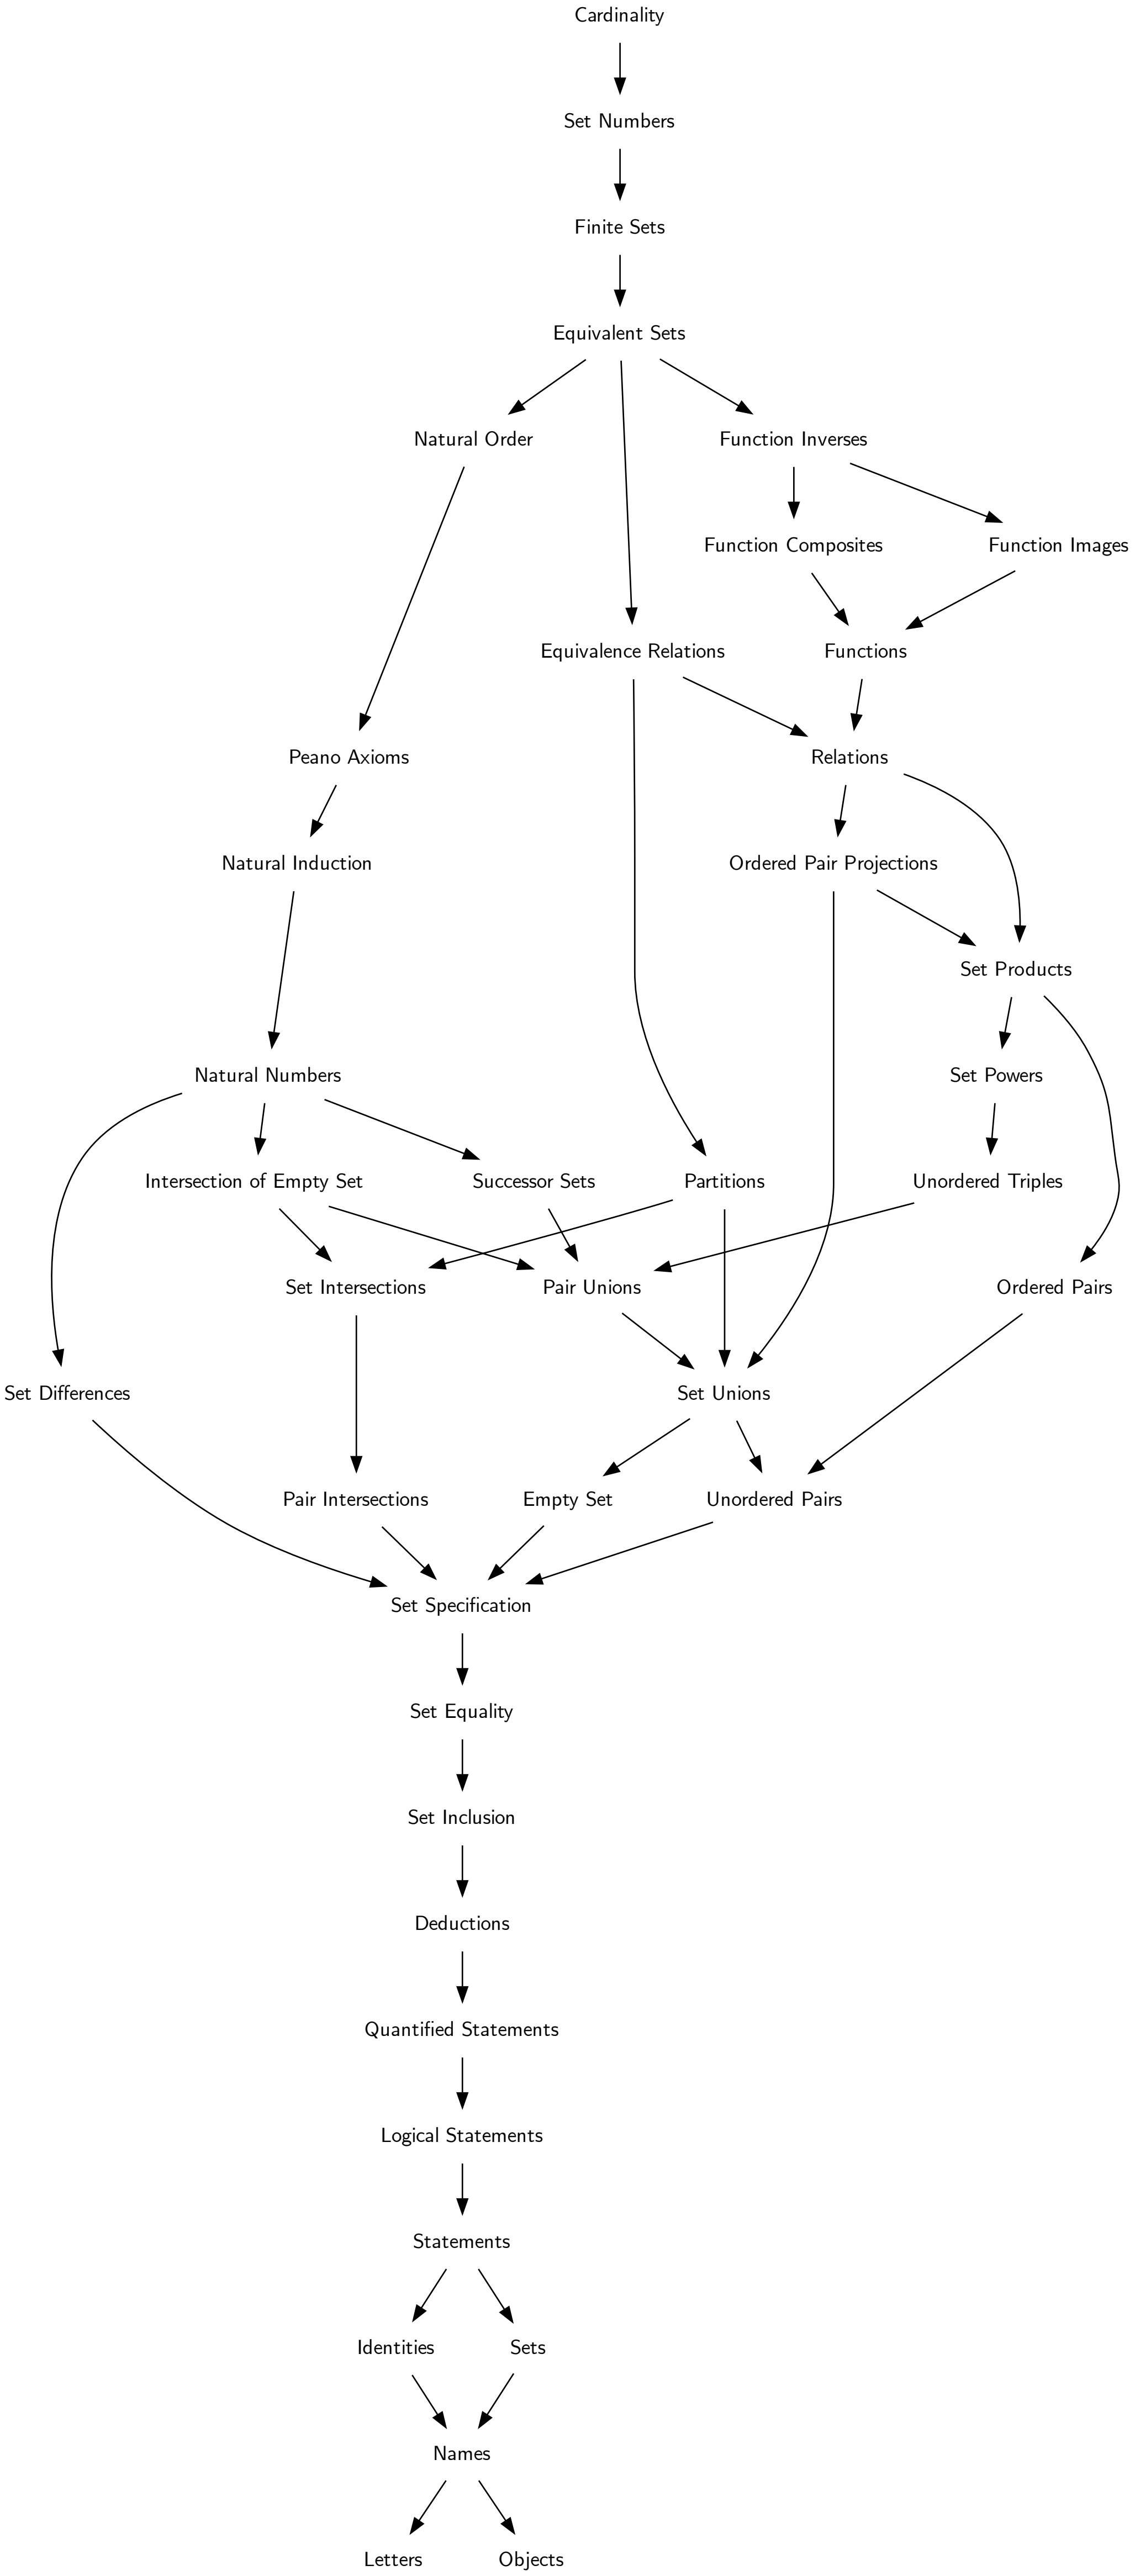 Cardinality
Set Numbers
Finite Sets
Equivalent Sets
Natural Order
Function Inverses
Function Composites
Function Images
Equivalence Relations
Functions
Peano Axioms
Relations
Natural Induction
Ordered Pair Projections
Set Products
Natural Numbers
Set Powers
Intersection of Empty Set
Successor Sets
Partitions
Unordered Triples
Set Intersections
Pair Unions
Ordered Pairs
Set Differences
Set Unions
Pair Intersections
Empty Set
Unordered Pairs
Set Specification
Set Equality
Set Inclusion
Deductions
Quantified Statements
Logical Statements
Statements
Identities
Sets
Names
Letters
Objects